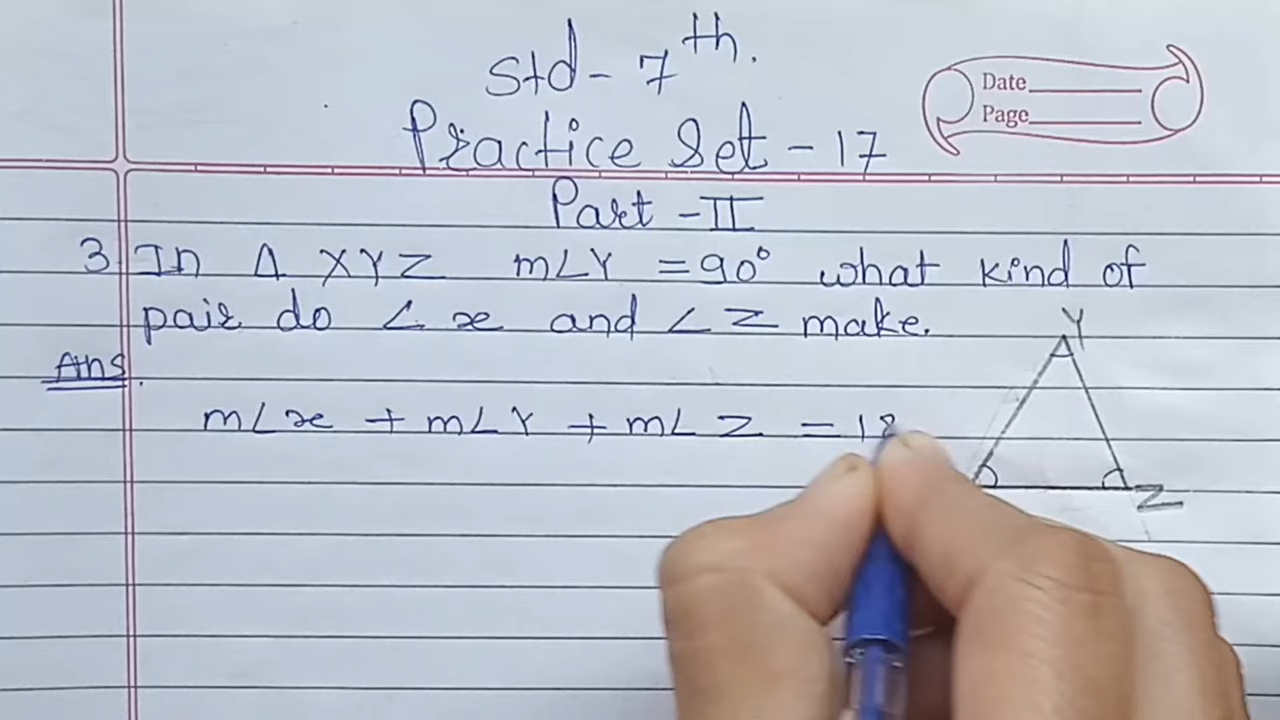 Std - 7th.
Date
Page
Practice Set - 17
Part - II
3 In Δ XYZ m∠Y = 90° what kind of
pair do ∠ x and ∠ Z make.
Ans.
m∠x + m∠Y + m∠Z = 18
Y
Z